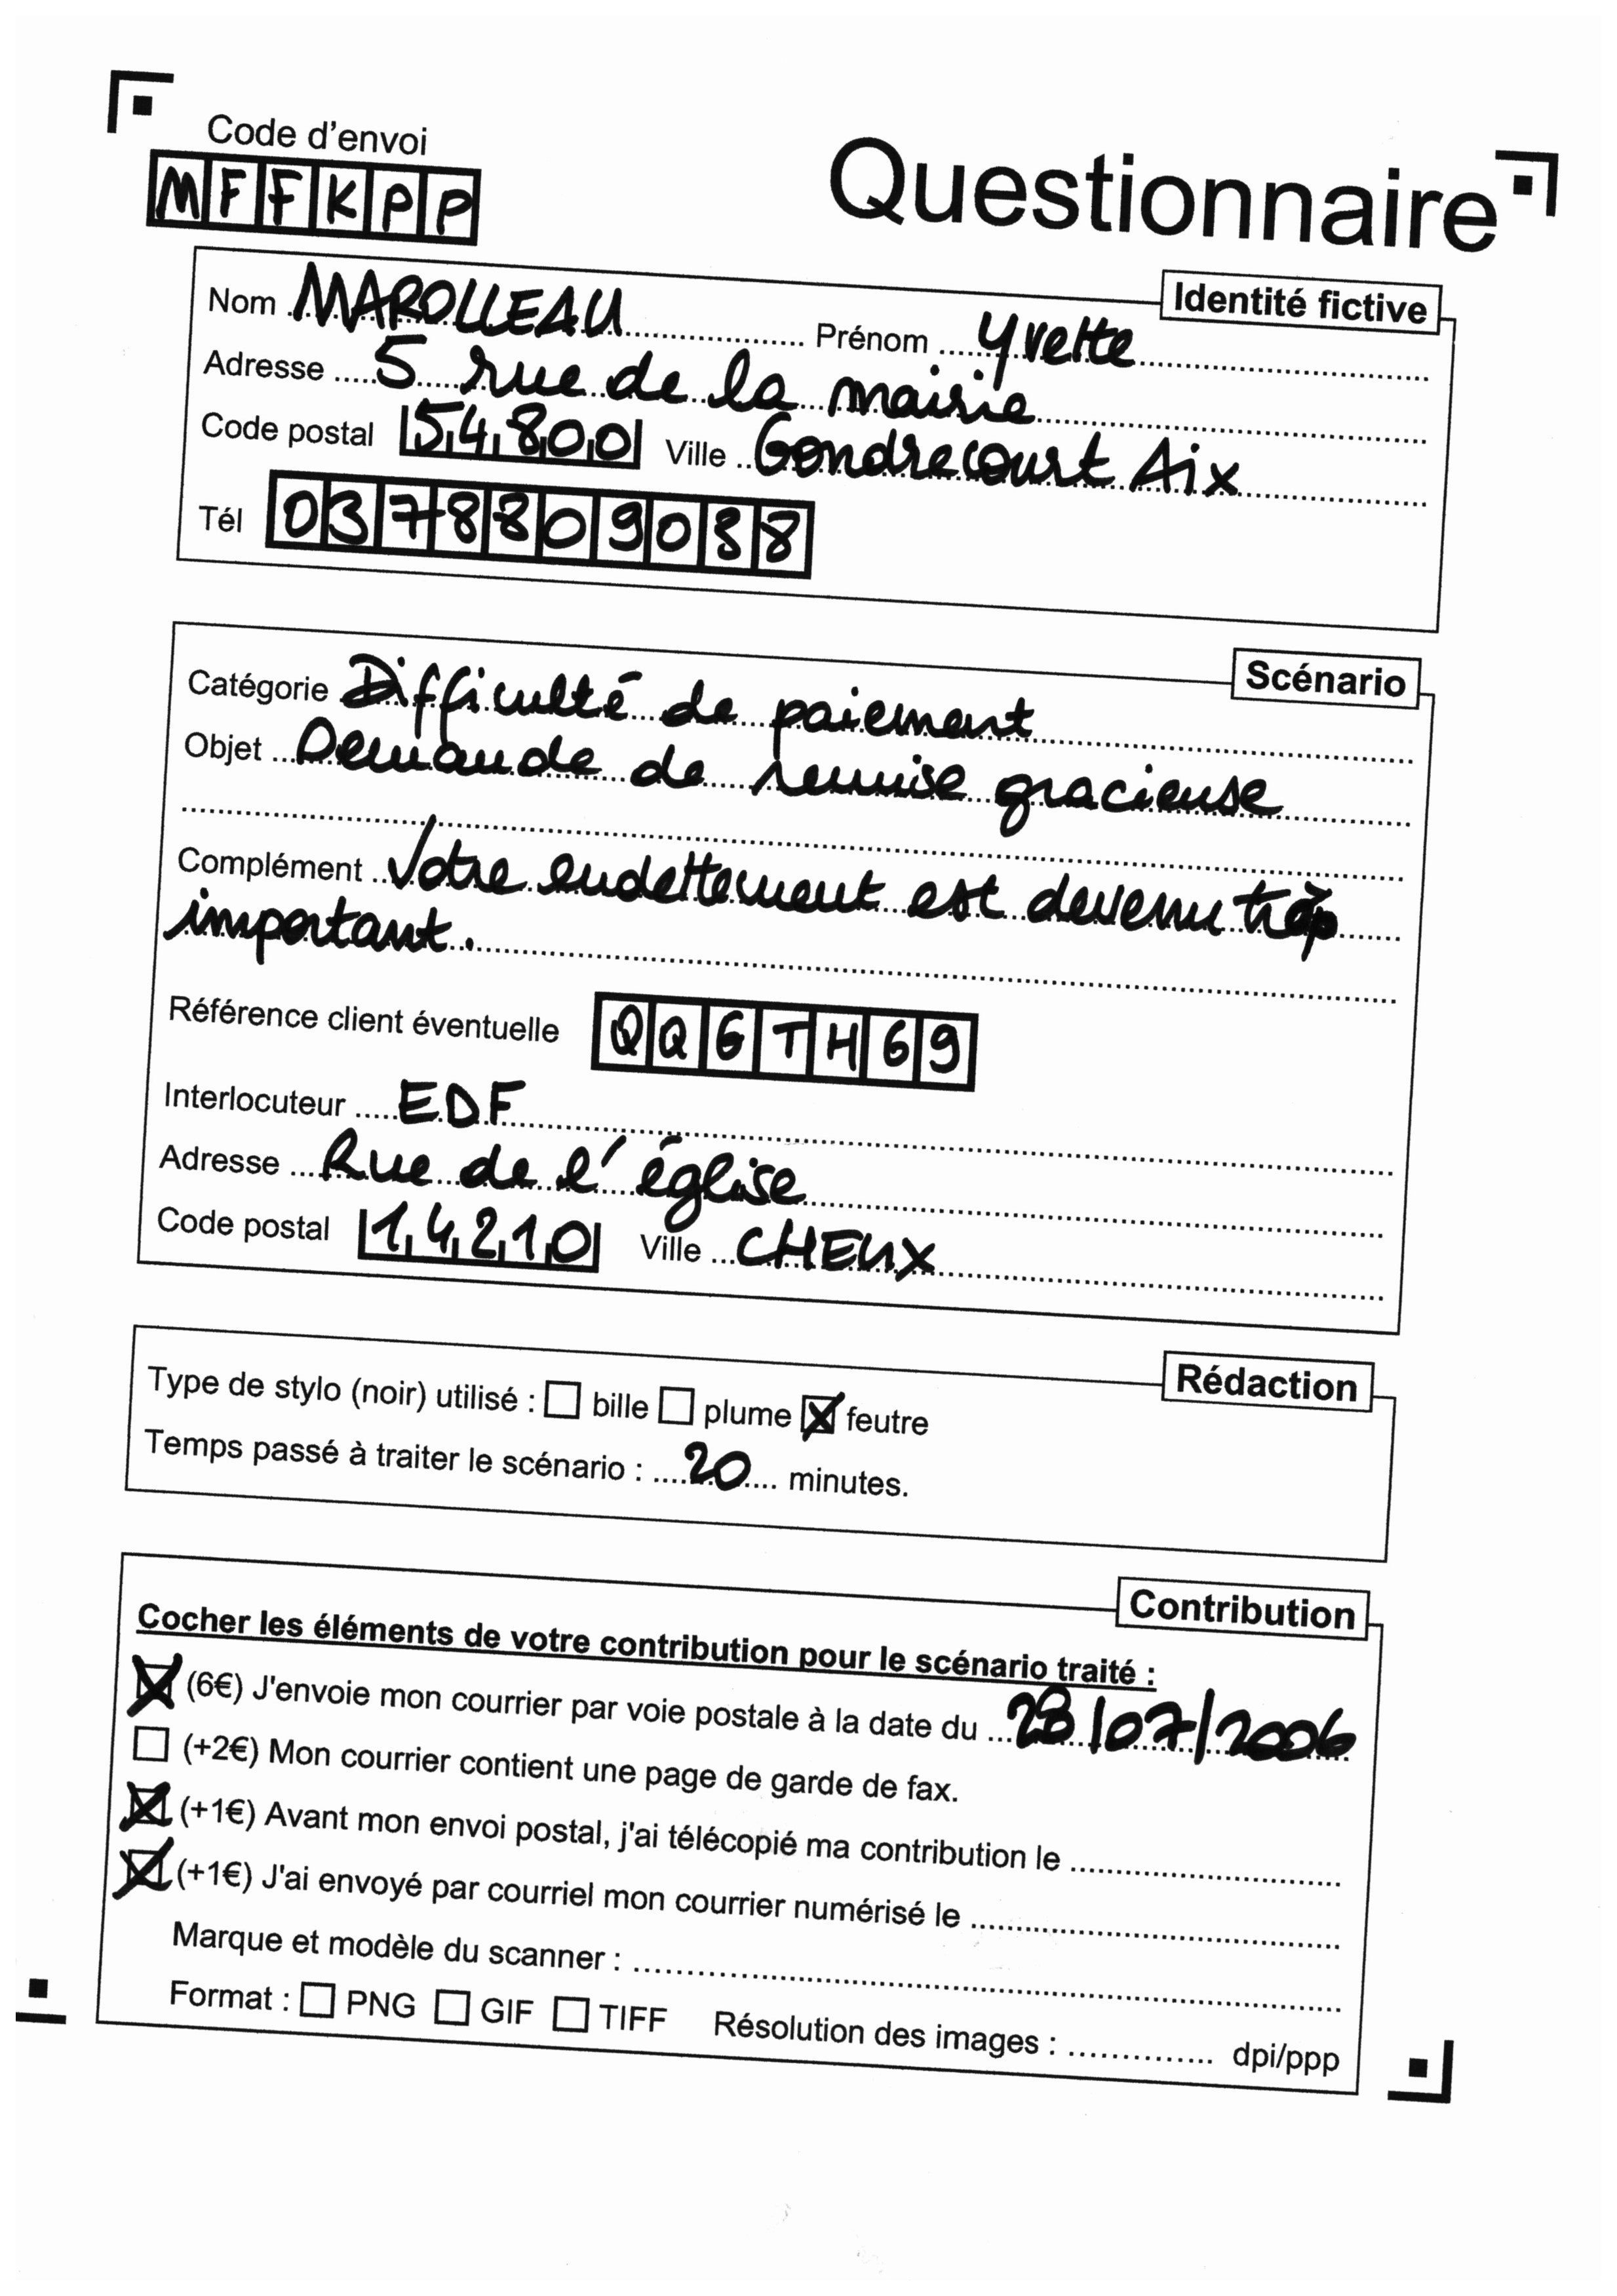 Code d'envoi
MFFKPP
Questionnaire
Identité fictive
Nom MAROLLEAU Prénom Yvette
Adresse 5 rue de la mairie
Code postal 54800 Ville Gondrecourt Aix
Tél 0378809088
Scénario
Catégorie Difficulté de paiement
Objet Demande de remise gracieuse
Complément Votre endettement est devenu trop
important.
Référence client éventuelle QQGTH69
Interlocuteur EDF
Adresse Rue de l'église
Code postal 14210 Ville CHEUX
Rédaction
Type de stylo (noir) utilisé : ☐ bille ☐ plume ☒ feutre
Temps passé à traiter le scénario : 20 minutes.
Contribution
Cocher les éléments de votre contribution pour le scénario traité :
☒ (6€) J'envoie mon courrier par voie postale à la date du 28/07/2006
☐ (+2€) Mon courrier contient une page de garde de fax.
☒ (+1€) Avant mon envoi postal, j'ai télécopié ma contribution le
☒ (+1€) J'ai envoyé par courriel mon courrier numérisé le
Marque et modèle du scanner :
Format : ☐ PNG ☐ GIF ☐ TIFF Résolution des images : dpi/ppp